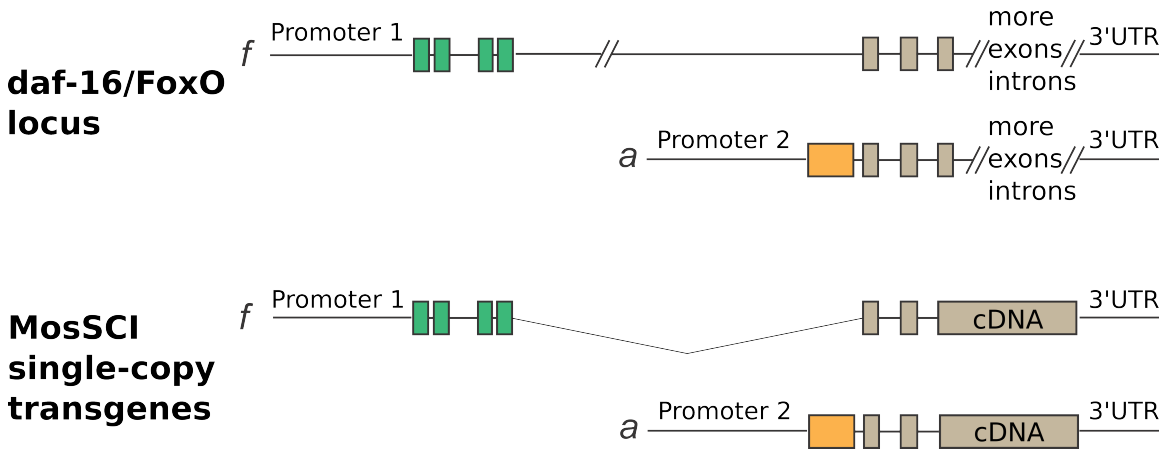 more
Promoter 1
exons
3'UTR
f
introns
daf-16/FoxO
locus
more
Promoter 2
exons
3'UTR
a
introns
Promoter 1
3'UTR
f
cDNA
MosSCI
single-copy
transgenes
Promoter 2
3'UTR
a
cDNA